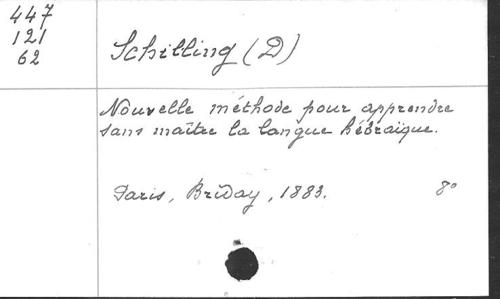 447
121
62
Schilling (D)
Nouvelle méthode pour apprendre
sans maître la langue hébraïque.
Paris, Briday, 1883.
8°